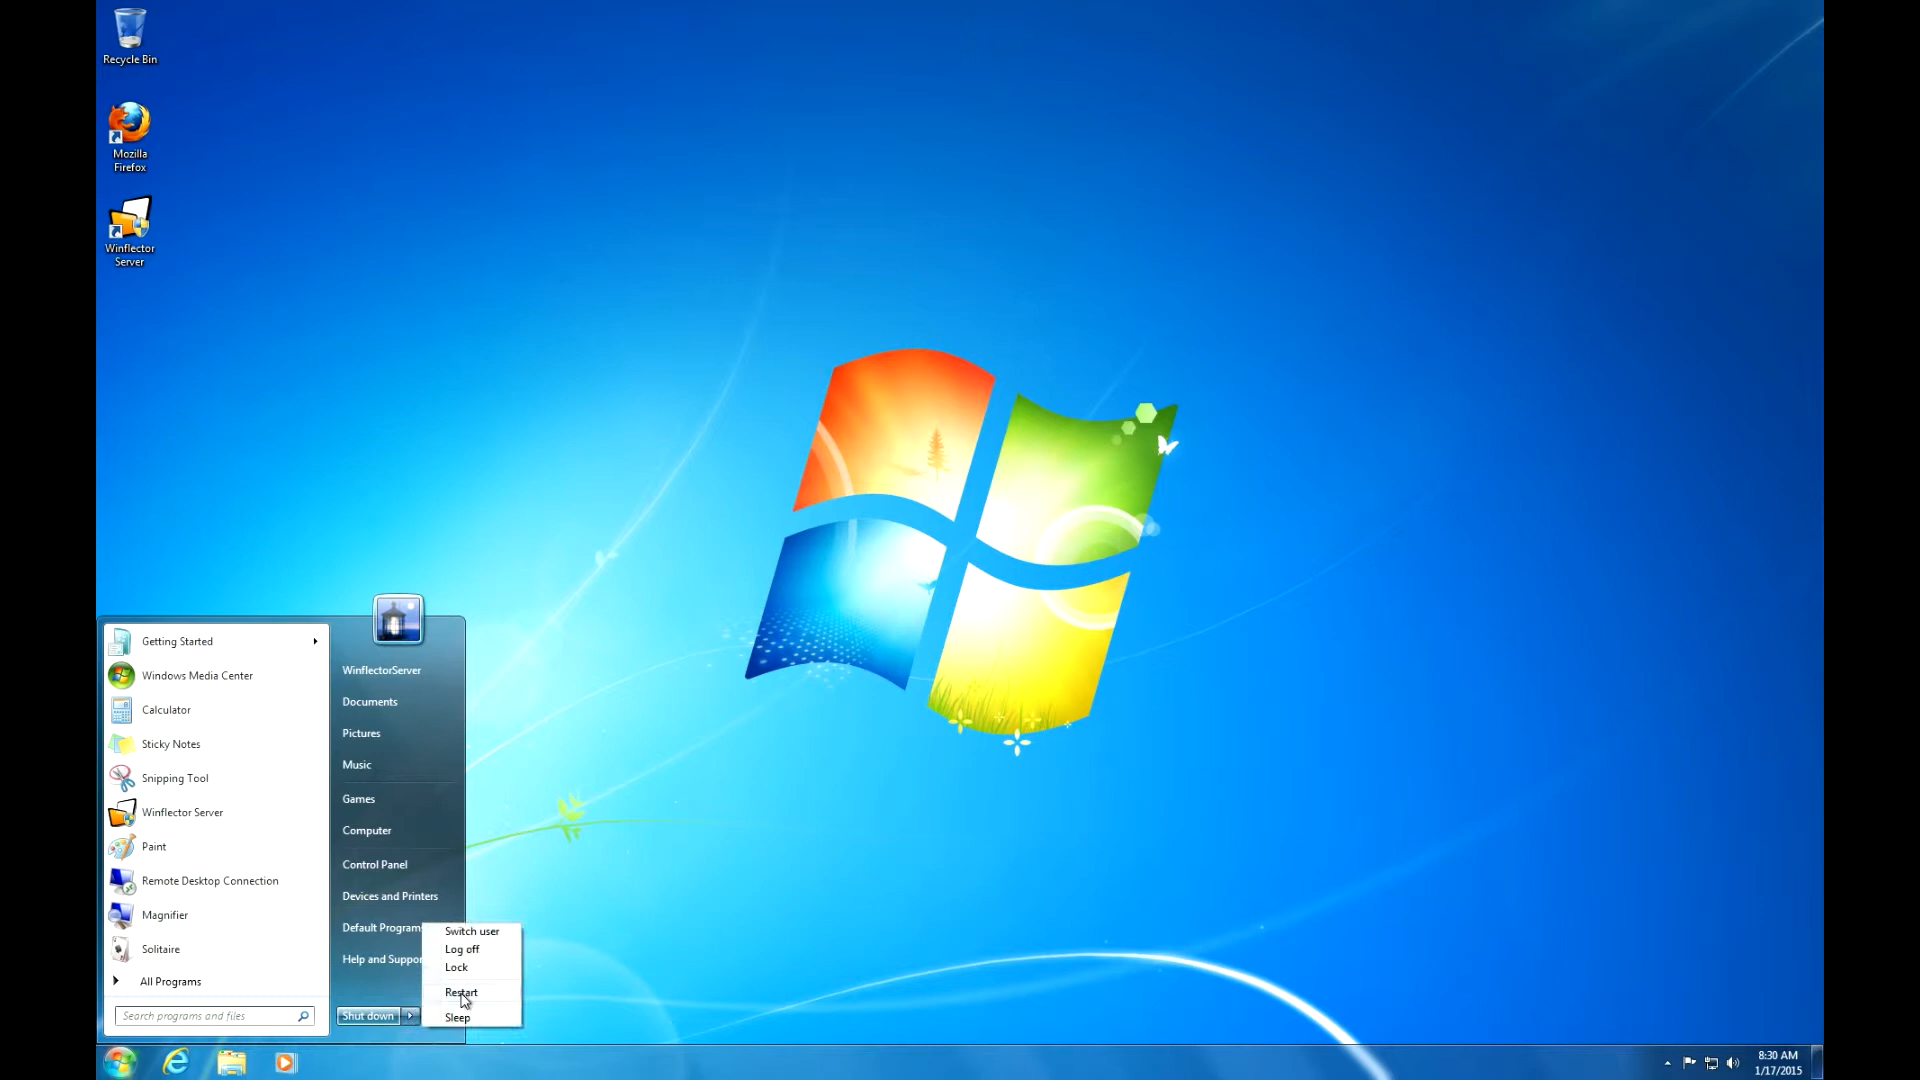 Recycle Bin
Mozilla
Firefox
Winflector
Server
Getting Started
Windows Media Center
Calculator
Sticky Notes
Snipping Tool
Winflector Server
Paint
Remote Desktop Connection
Magnifier
Solitaire
All Programs
Search programs and files
WinflectorServer
Documents
Pictures
Music
Games
Computer
Control Panel
Devices and Printers
Default Program
Help and Suppor
Shut down
Switch user
Log off
Lock
Restart
Sleep
8:30 AM
1/17/2015